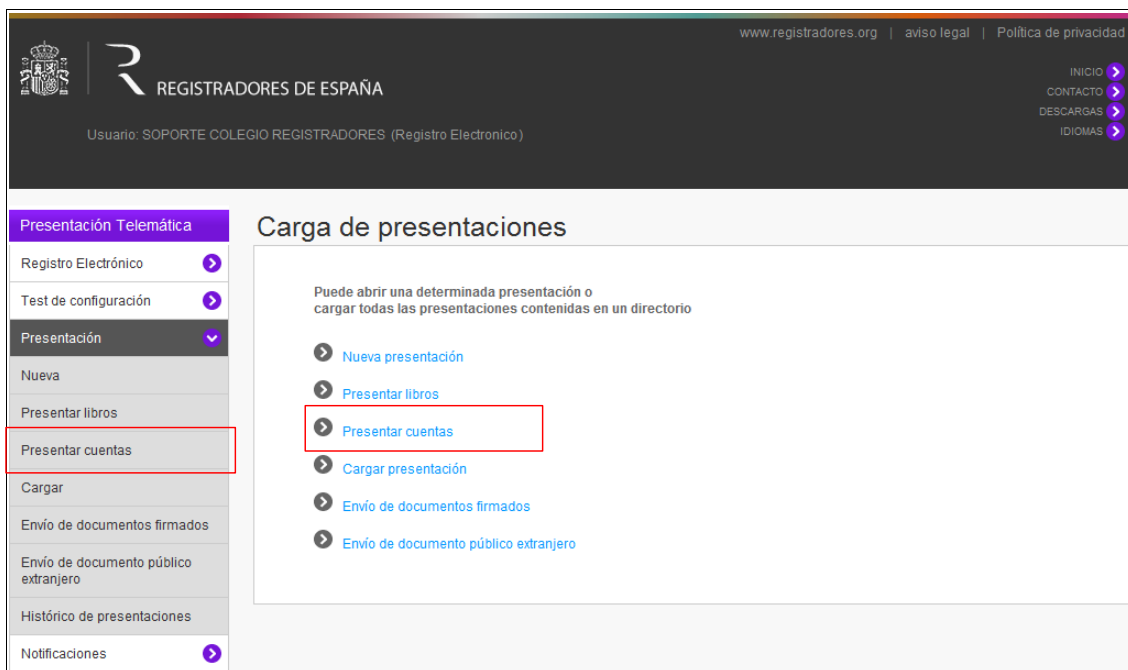 www.registradores.org | aviso legal | Política de privacidad
INICIO
CONTACTO
DESCARGAS
IDIOMAS
REGISTRADORES DE ESPAÑA
Usuario: SOPORTE COLEGIO REGISTRADORES (Registro Electronico)
Presentación Telemática
Registro Electrónico
Test de configuración
Presentación
Nueva
Presentar libros
Presentar cuentas
Cargar
Envío de documentos firmados
Envío de documento público
extranjero
Histórico de presentaciones
Notificaciones
Carga de presentaciones
Puede abrir una determinada presentación o
cargar todas las presentaciones contenidas en un directorio
Nueva presentación
Presentar libros
Presentar cuentas
Cargar presentación
Envío de documentos firmados
Envío de documento público extranjero